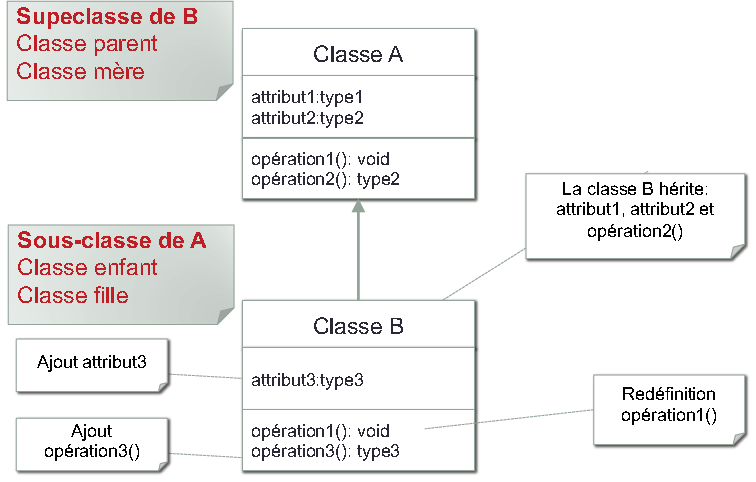 Supeclasse de B
Classe parent
Classe mère
Classe A
attribut1:type1
attribut2:type2
opération1(): void
opération2(): type2
La classe B hérite:
attribut1, attribut2 et
opération2()
Sous-classe de A
Classe enfant
Classe fille
Classe B
Ajout attribut3
attribut3:type3
Redéfinition
opération1()
Ajout
opération3()
opération1(): void
opération3(): type3